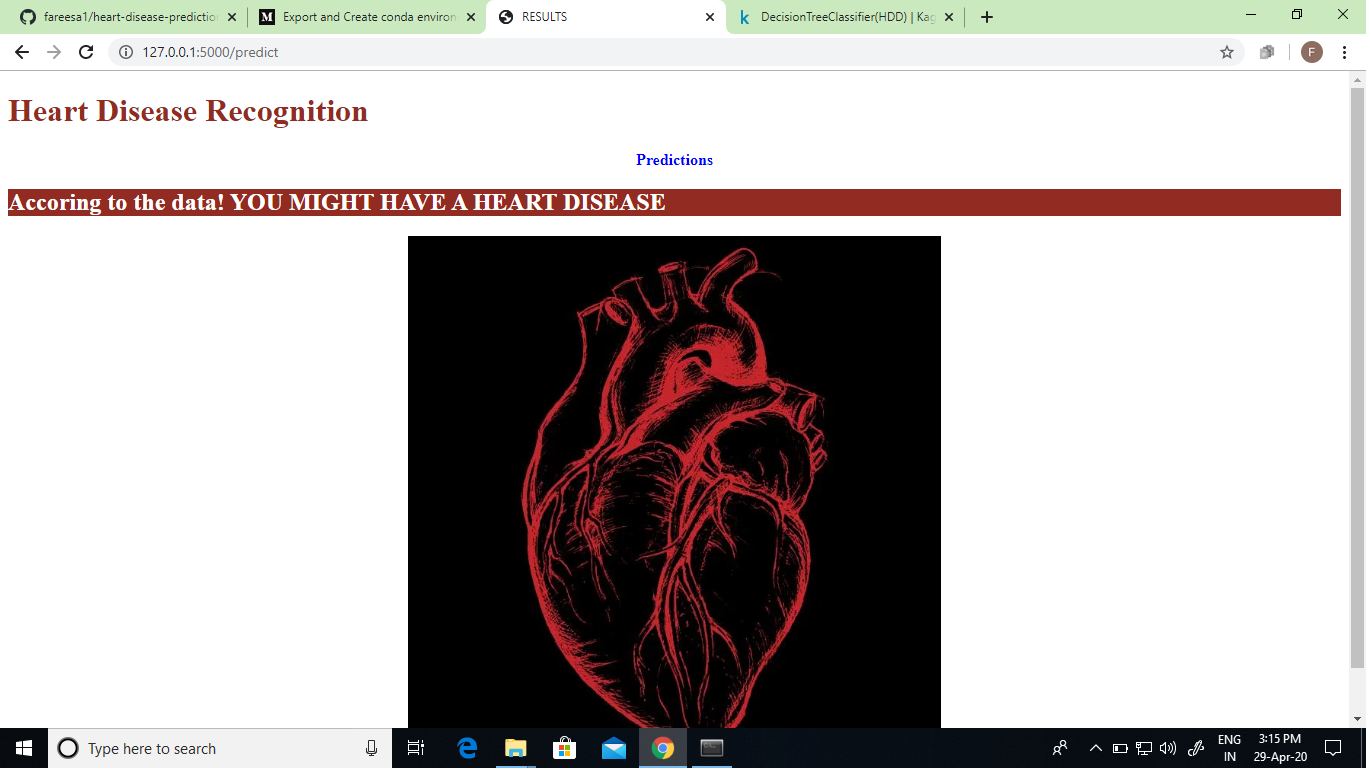 fareesa1/heart-disease-prediction
Export and Create conda environ
RESULTS
DecisionTreeClassifier(HDD) | Kag
127.0.0.1:5000/predict
F
Heart Disease Recognition
Predictions
Accoring to the data! YOU MIGHT HAVE A HEART DISEASE
Type here to search
ENG
IN
3:15 PM
29-Apr-20